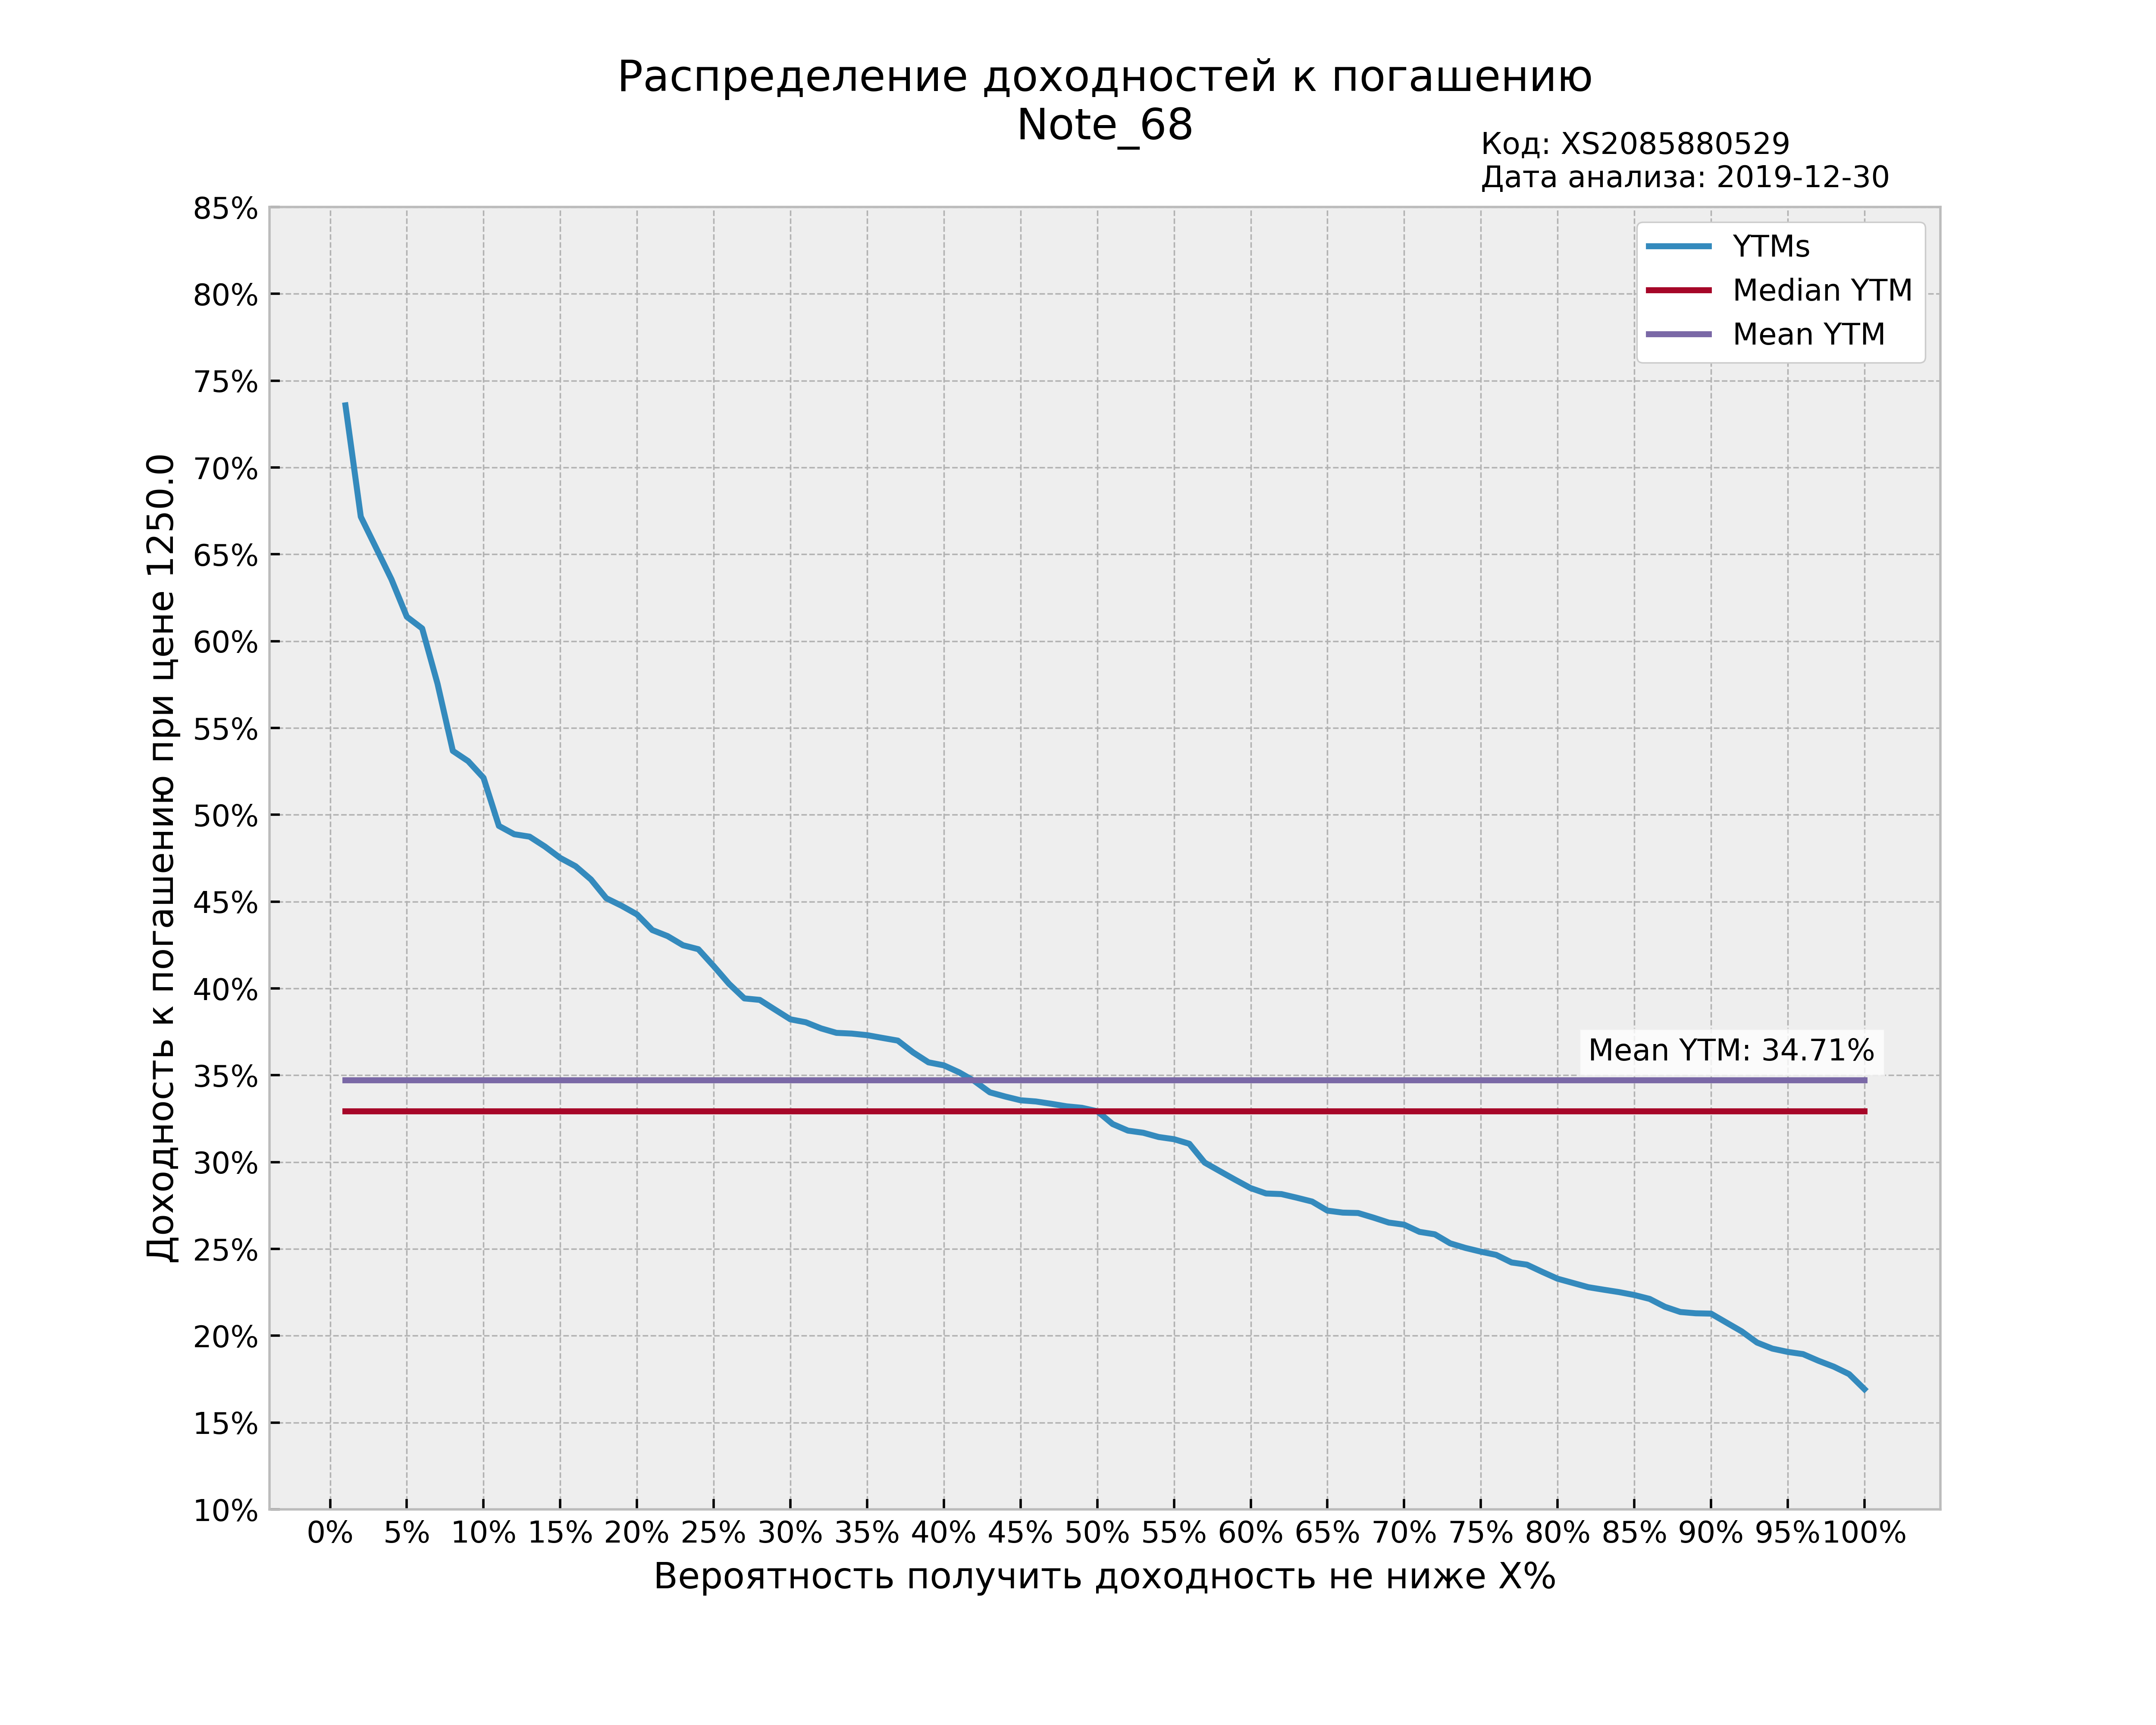 Распределение доходностей к погашению
Note_68
Код: XS2085880529
Дата анализа: 2019-12-30
YTMs
Median YTM
Mean YTM
Доходность к погашению при цене 1250.0
85%
80%
75%
70%
65%
60%
55%
50%
45%
40%
35%
30%
25%
20%
15%
10%
Mean YTM: 34.71%
0% 5% 10% 15% 20% 25% 30% 35% 40% 45% 50% 55% 60% 65% 70% 75% 80% 85% 90% 95% 100%
Вероятность получить доходность не ниже X%